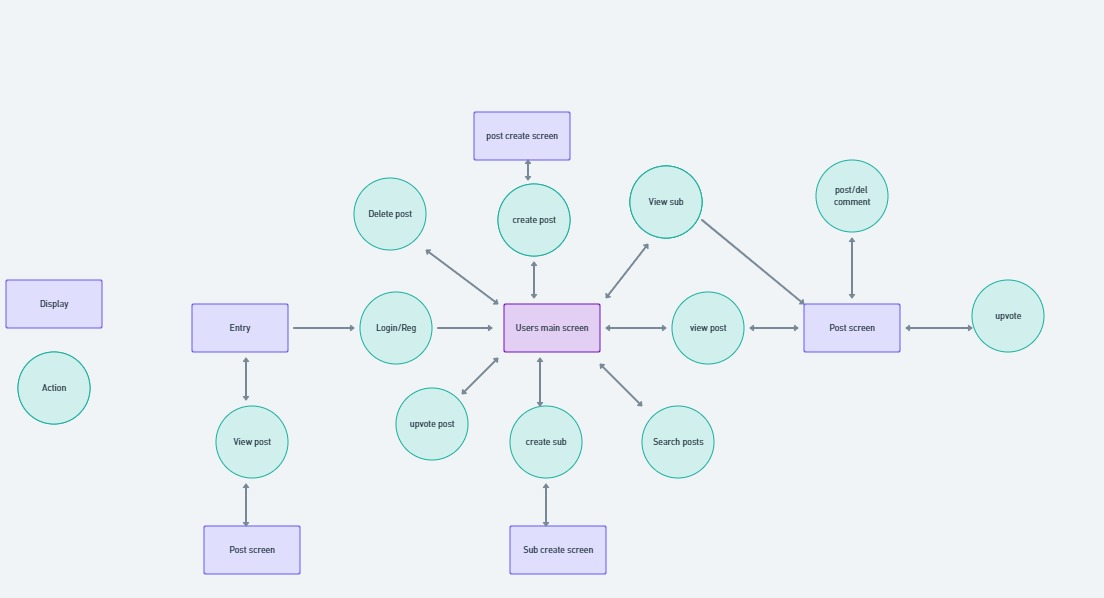 post create screen
Delete post
create post
View sub
post/del
comment
Display
Entry
Login/Reg
Users main screen
view post
Post screen
upvote
Action
View post
upvote post
create sub
Search posts
Post screen
Sub create screen